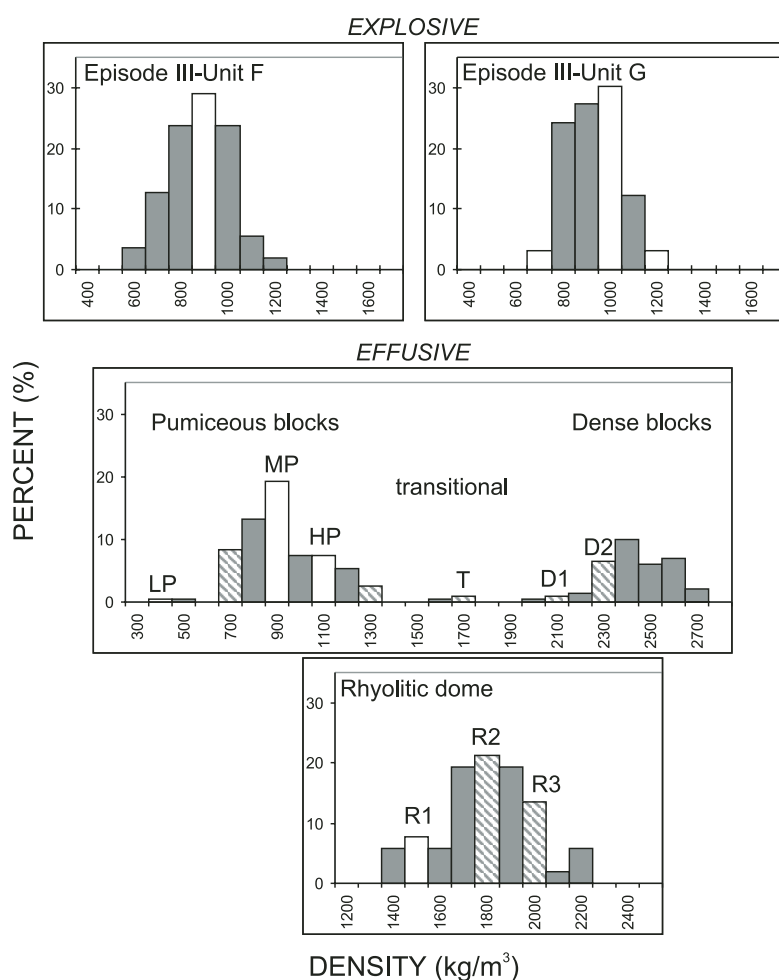 EXPLOSIVE
Episode III-Unit F
30
20
10
0
400 600 800 1000 1200 1400 1600
Episode III-Unit G
30
20
10
0
400 600 800 1000 1200 1400 1600
PERCENT (%)
EFFUSIVE
Pumiceous blocks
Dense blocks
transitional
30
20
10
0
LP MP HP T D1 D2
300 500 700 900 1100 1300 1500 1700 1900 2100 2300 2500 2700
Rhyolitic dome
30
20
10
0
R1 R2 R3
1200 1400 1600 1800 2000 2200 2400
DENSITY (kg/m³)